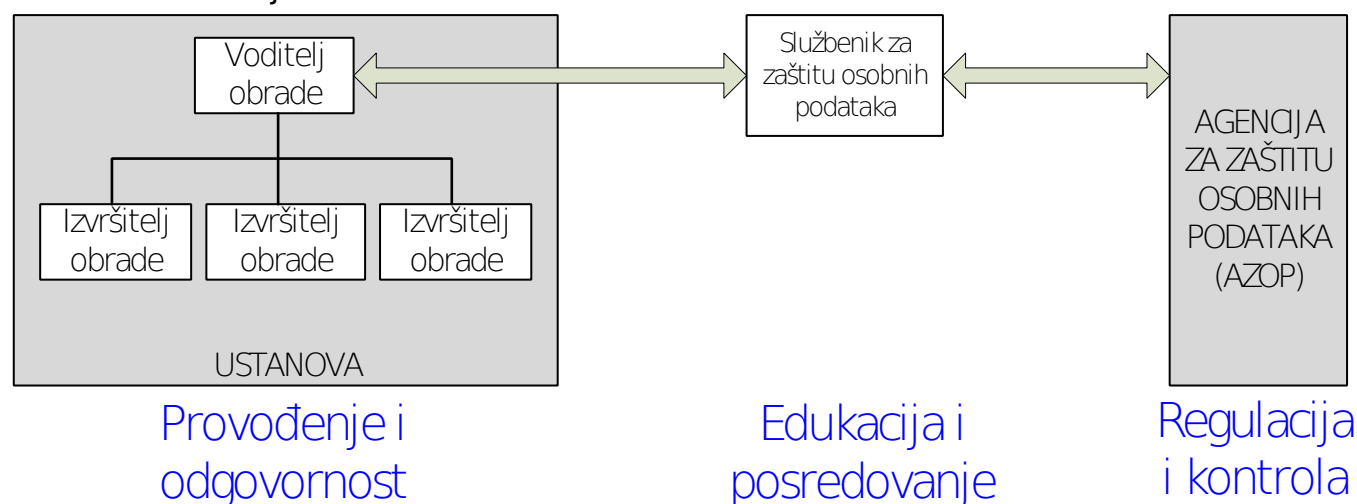 Voditelj
obrade
Izvršitelj
obrade
Izvršitelj
obrade
Izvršitelj
obrade
USTANOVA
Službenik za
zaštitu osobnih
podataka
AGENCIJA
ZA ZAŠTITU
OSOBNIH
PODATAKA
(AZOP)
Provođenje i
odgovornost
Edukacija i
posredovanje
Regulacija
i kontrola